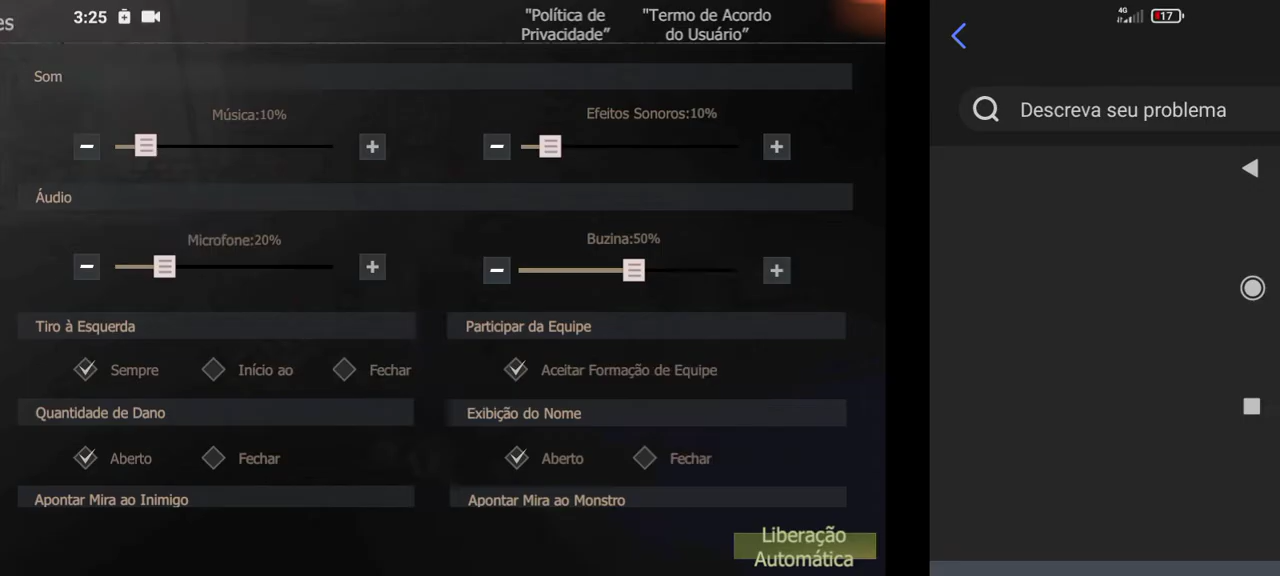 es
3:25
"Política de
Privacidade”
"Termo de Acordo
do Usuário”
4G
17
Descreva seu problema
Som
Música:10%
Efeitos Sonoros:10%
Áudio
Microfone:20%
Buzina:50%
Tiro à Esquerda
Participar da Equipe
Sempre
Início ao
Fechar
Aceitar Formação de Equipe
Quantidade de Dano
Exibição do Nome
Aberto
Fechar
Aberto
Fechar
Apontar Mira ao Inimigo
Apontar Mira ao Monstro
Liberação
Automática